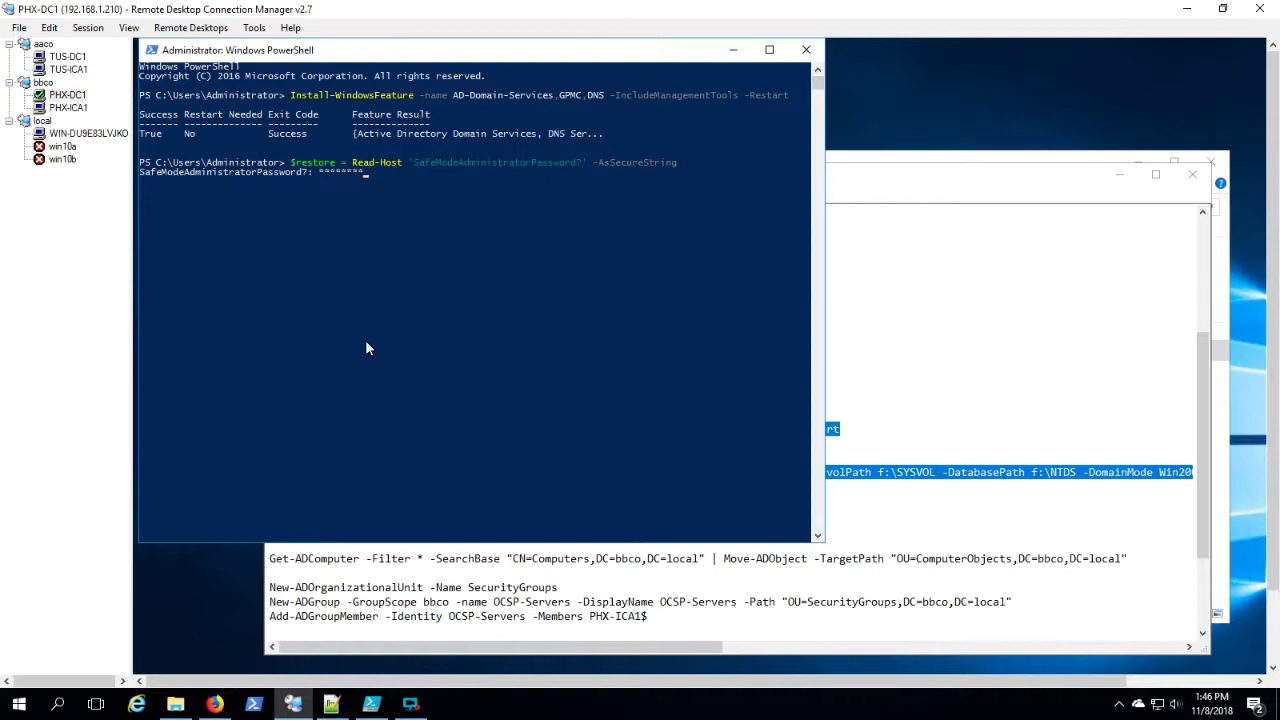 PHX-DC1 (192.168.1.210) - Remote Desktop Connection Manager v2.7
File Edit Session View Remote Desktops Tools Help
aaco
TUS-DC1
TUS-ICA1
bbco
PHX-DC1
PHX-ICA1
local
WIN-DU9E83LVJKO
win10a
win10b
Administrator: Windows PowerShell
Windows PowerShell
Copyright (C) 2016 Microsoft Corporation. All rights reserved.
PS C:\Users\Administrator> Install-WindowsFeature -name AD-Domain-Services,GPMC,DNS -IncludeManagementTools -Restart
Success Restart Needed Exit Code Feature Result
------- -------------- --------- --------------
True No Success {Active Directory Domain Services, DNS Ser...
PS C:\Users\Administrator> $restore = Read-Host 'SafeModeAdministratorPassword?' -AsSecureString
SafeModeAdministratorPassword?: ********
rt
volPath f:\SYSVOL -DatabasePath f:\NTDS -DomainMode Win20
Get-ADComputer -Filter * -SearchBase "CN=Computers,DC=bbco,DC=local" | Move-ADObject -TargetPath "OU=ComputerObjects,DC=bbco,DC=local"
New-ADOrganizationalUnit -Name SecurityGroups
New-ADGroup -GroupScope bbco -name OCSP-Servers -DisplayName OCSP-Servers -Path "OU=SecurityGroups,DC=bbco,DC=local"
Add-ADGroupMember -Identity OCSP-Servers -Members PHX-ICA1$
1:46 PM
11/8/2018
2